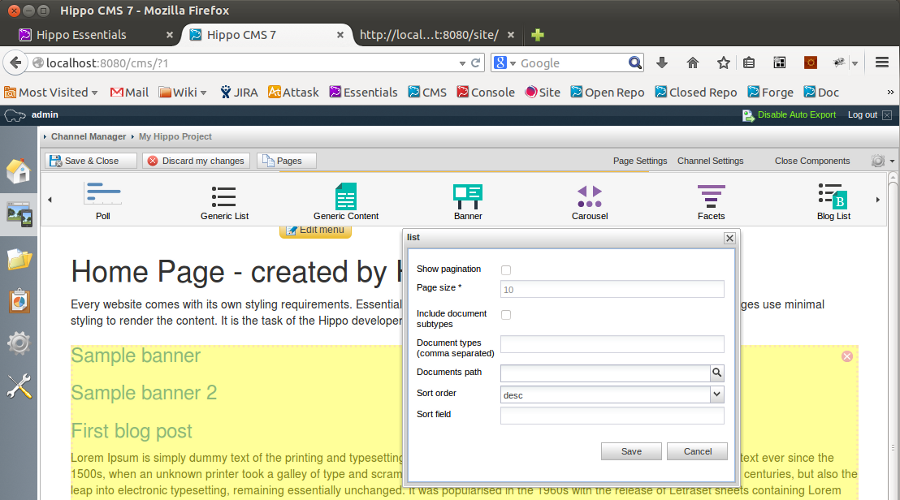 Hippo CMS 7 - Mozilla Firefox
Hippo Essentials
Hippo CMS 7
http://local...t:8080/site/
localhost:8080/cms/?1
Google
Most Visited
Gmail
Wiki
JIRA
Attask
Essentials
CMS
Console
Site
Open Repo
Closed Repo
Forge
Doc
admin
Disable Auto Export
Log out
Channel Manager
My Hippo Project
Save & Close
Discard my changes
Pages
Page Settings
Channel Settings
Close Components
Poll
Generic List
Generic Content
Banner
Carousel
Facets
Blog List
Edit menu
Home Page - created by H
Every website comes with its own styling requirements. Essential
ges use minimal
styling to render the content. It is the task of the Hippo developer
Sample banner
Sample banner 2
First blog post
Lorem Ipsum is simply dummy text of the printing and typesetting
text ever since the
1500s, when an unknown printer took a galley of type and scram
centuries, but also the
leap into electronic typesetting, remaining essentially unchanged. It was popularised in the 1960s with the release of Letraset sheets containing Lorem
list
Show pagination
Page size *
10
Include document
subtypes
Document types
(comma separated)
Documents path
Sort order
desc
Sort field
Save
Cancel